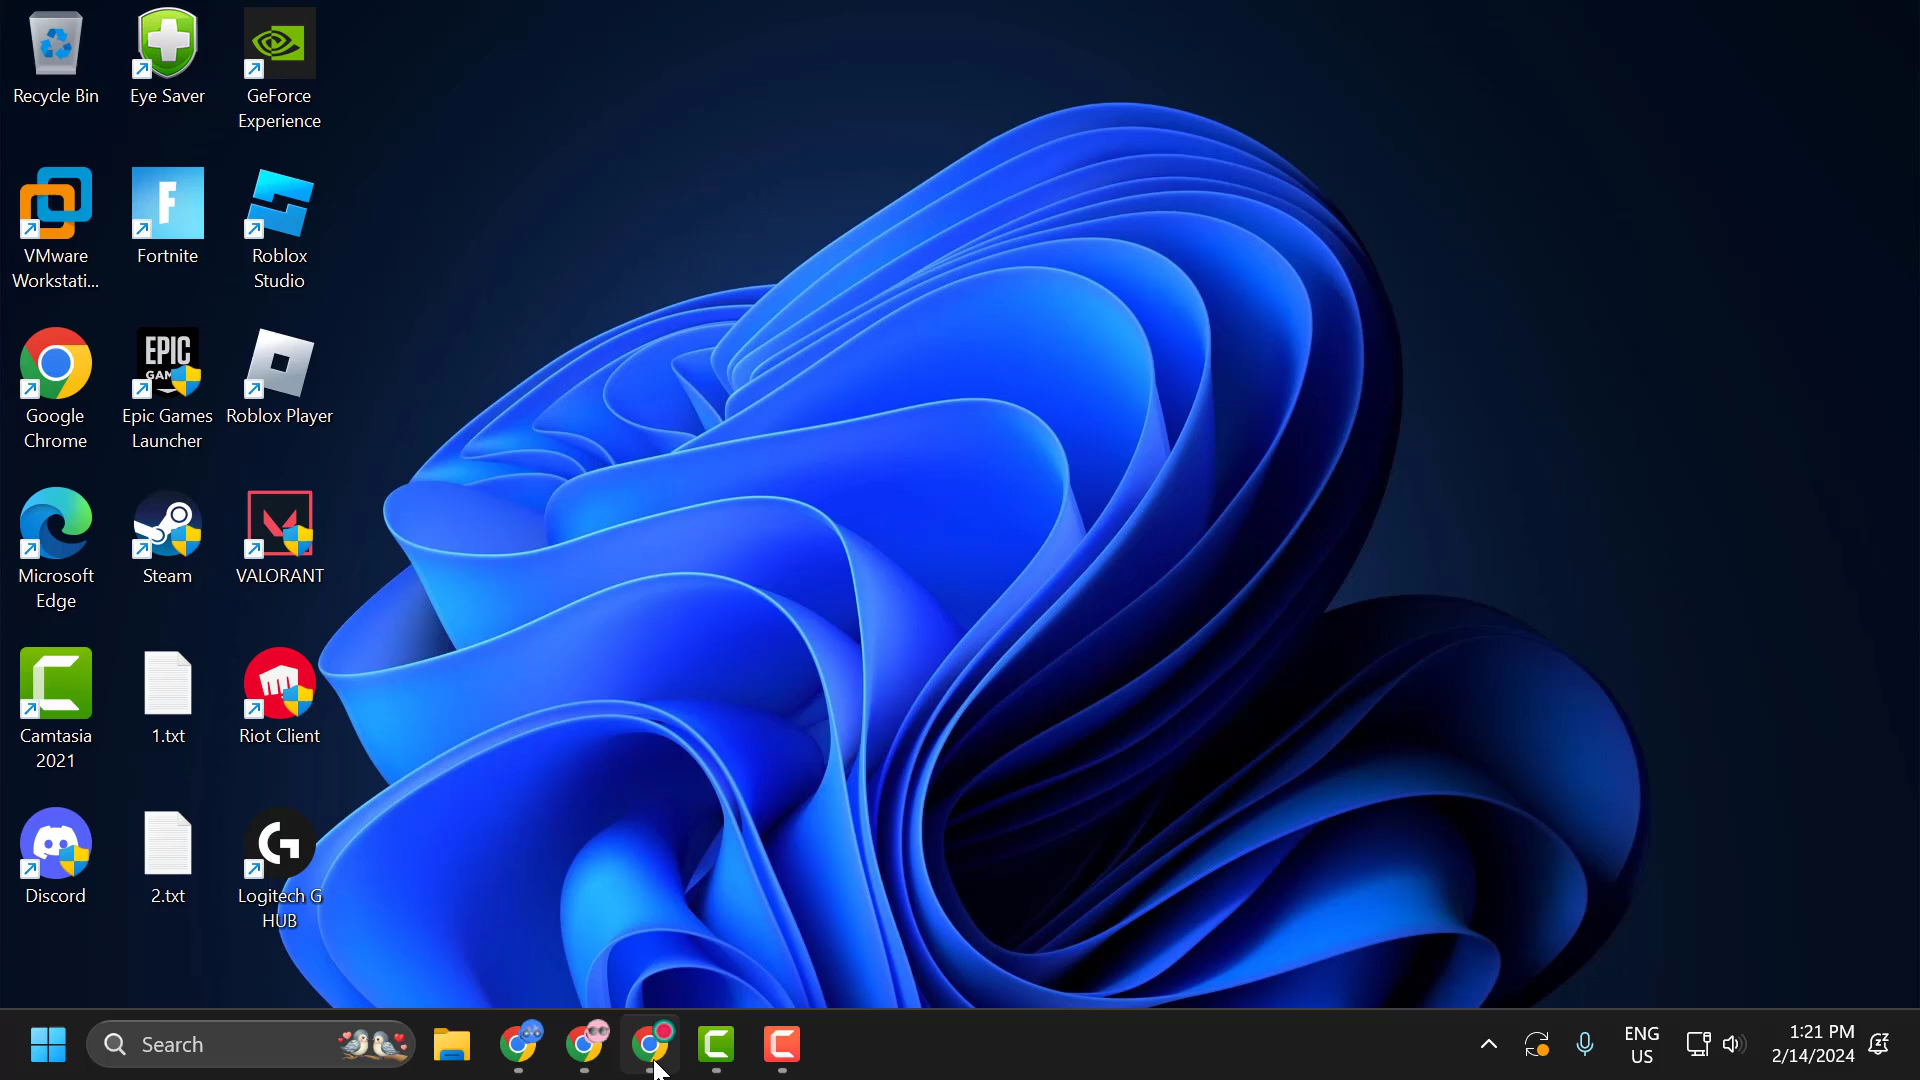 Recycle Bin
Eye Saver
GeForce
Experience
VMware
Workstati...
F
Fortnite
Roblox
Studio
Google
Chrome
EPIC
GAM
Epic Games
Launcher
Roblox Player
Microsoft
Edge
Steam
VALORANT
Camtasia
2021
1.txt
Riot Client
Discord
2.txt
Logitech G
HUB
Search
ENG
US
1:21 PM
2/14/2024